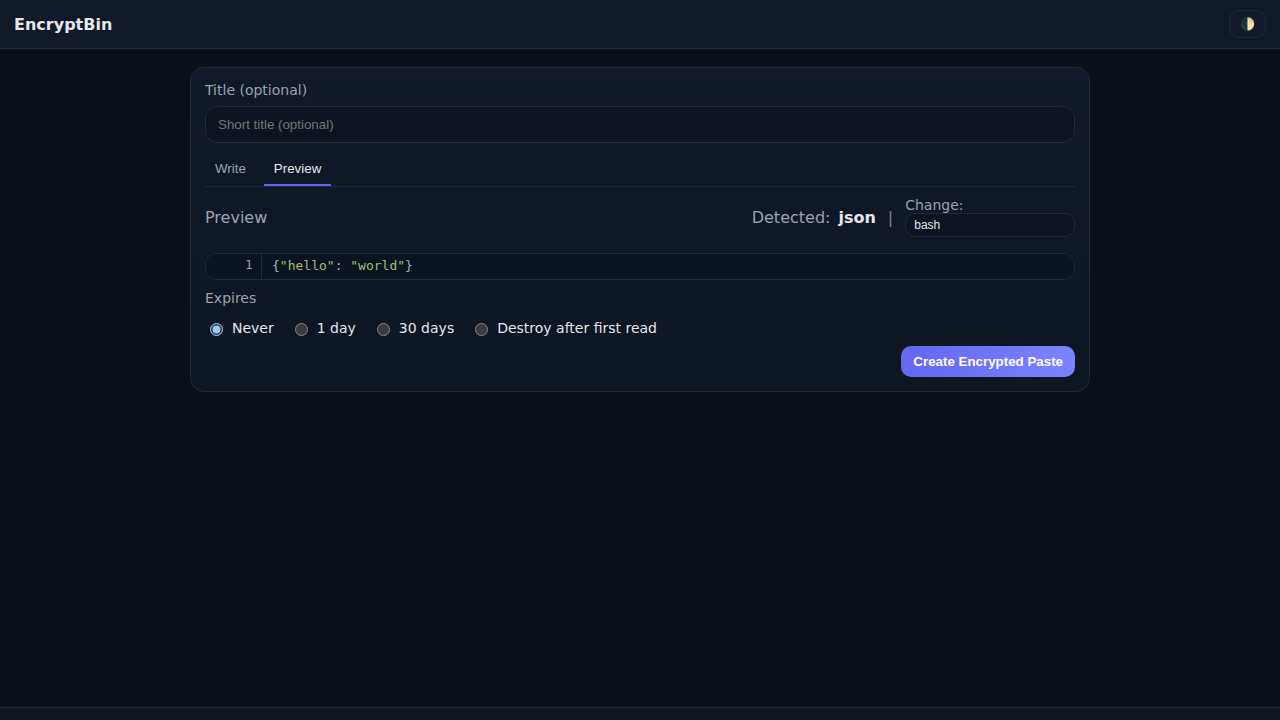 EncryptBin
Title (optional)
Short title (optional)
Write Preview
Preview Detected: json | Change: bash
1 {"hello": "world"}
Expires
Never 1 day 30 days Destroy after first read
Create Encrypted Paste